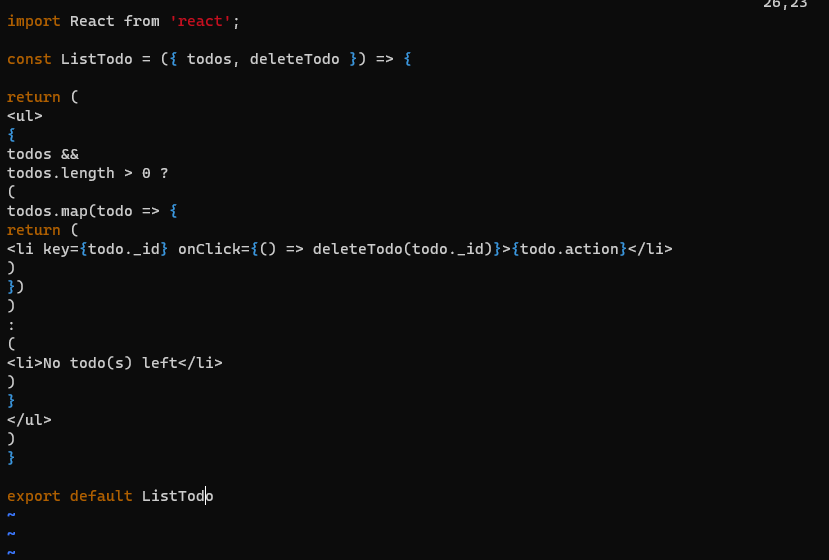 26,23
import React from 'react';
const ListTodo = ({ todos, deleteTodo }) => {
return (
<ul>
{
todos &&
todos.length > 0 ?
(
todos.map(todo => {
return (
<li key={todo._id} onClick={() => deleteTodo(todo._id)}>{todo.action}</li>
)
})
)
:
(
<li>No todo(s) left</li>
)
}
</ul>
)
}
export default ListTodo
~
~
~